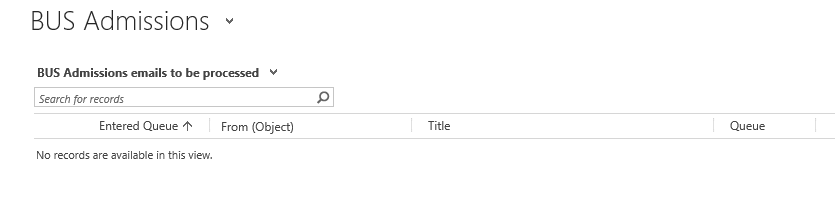 BUS Admissions
BUS Admissions emails to be processed
Search for records
Entered Queue From (Object) Title Queue
No records are available in this view.